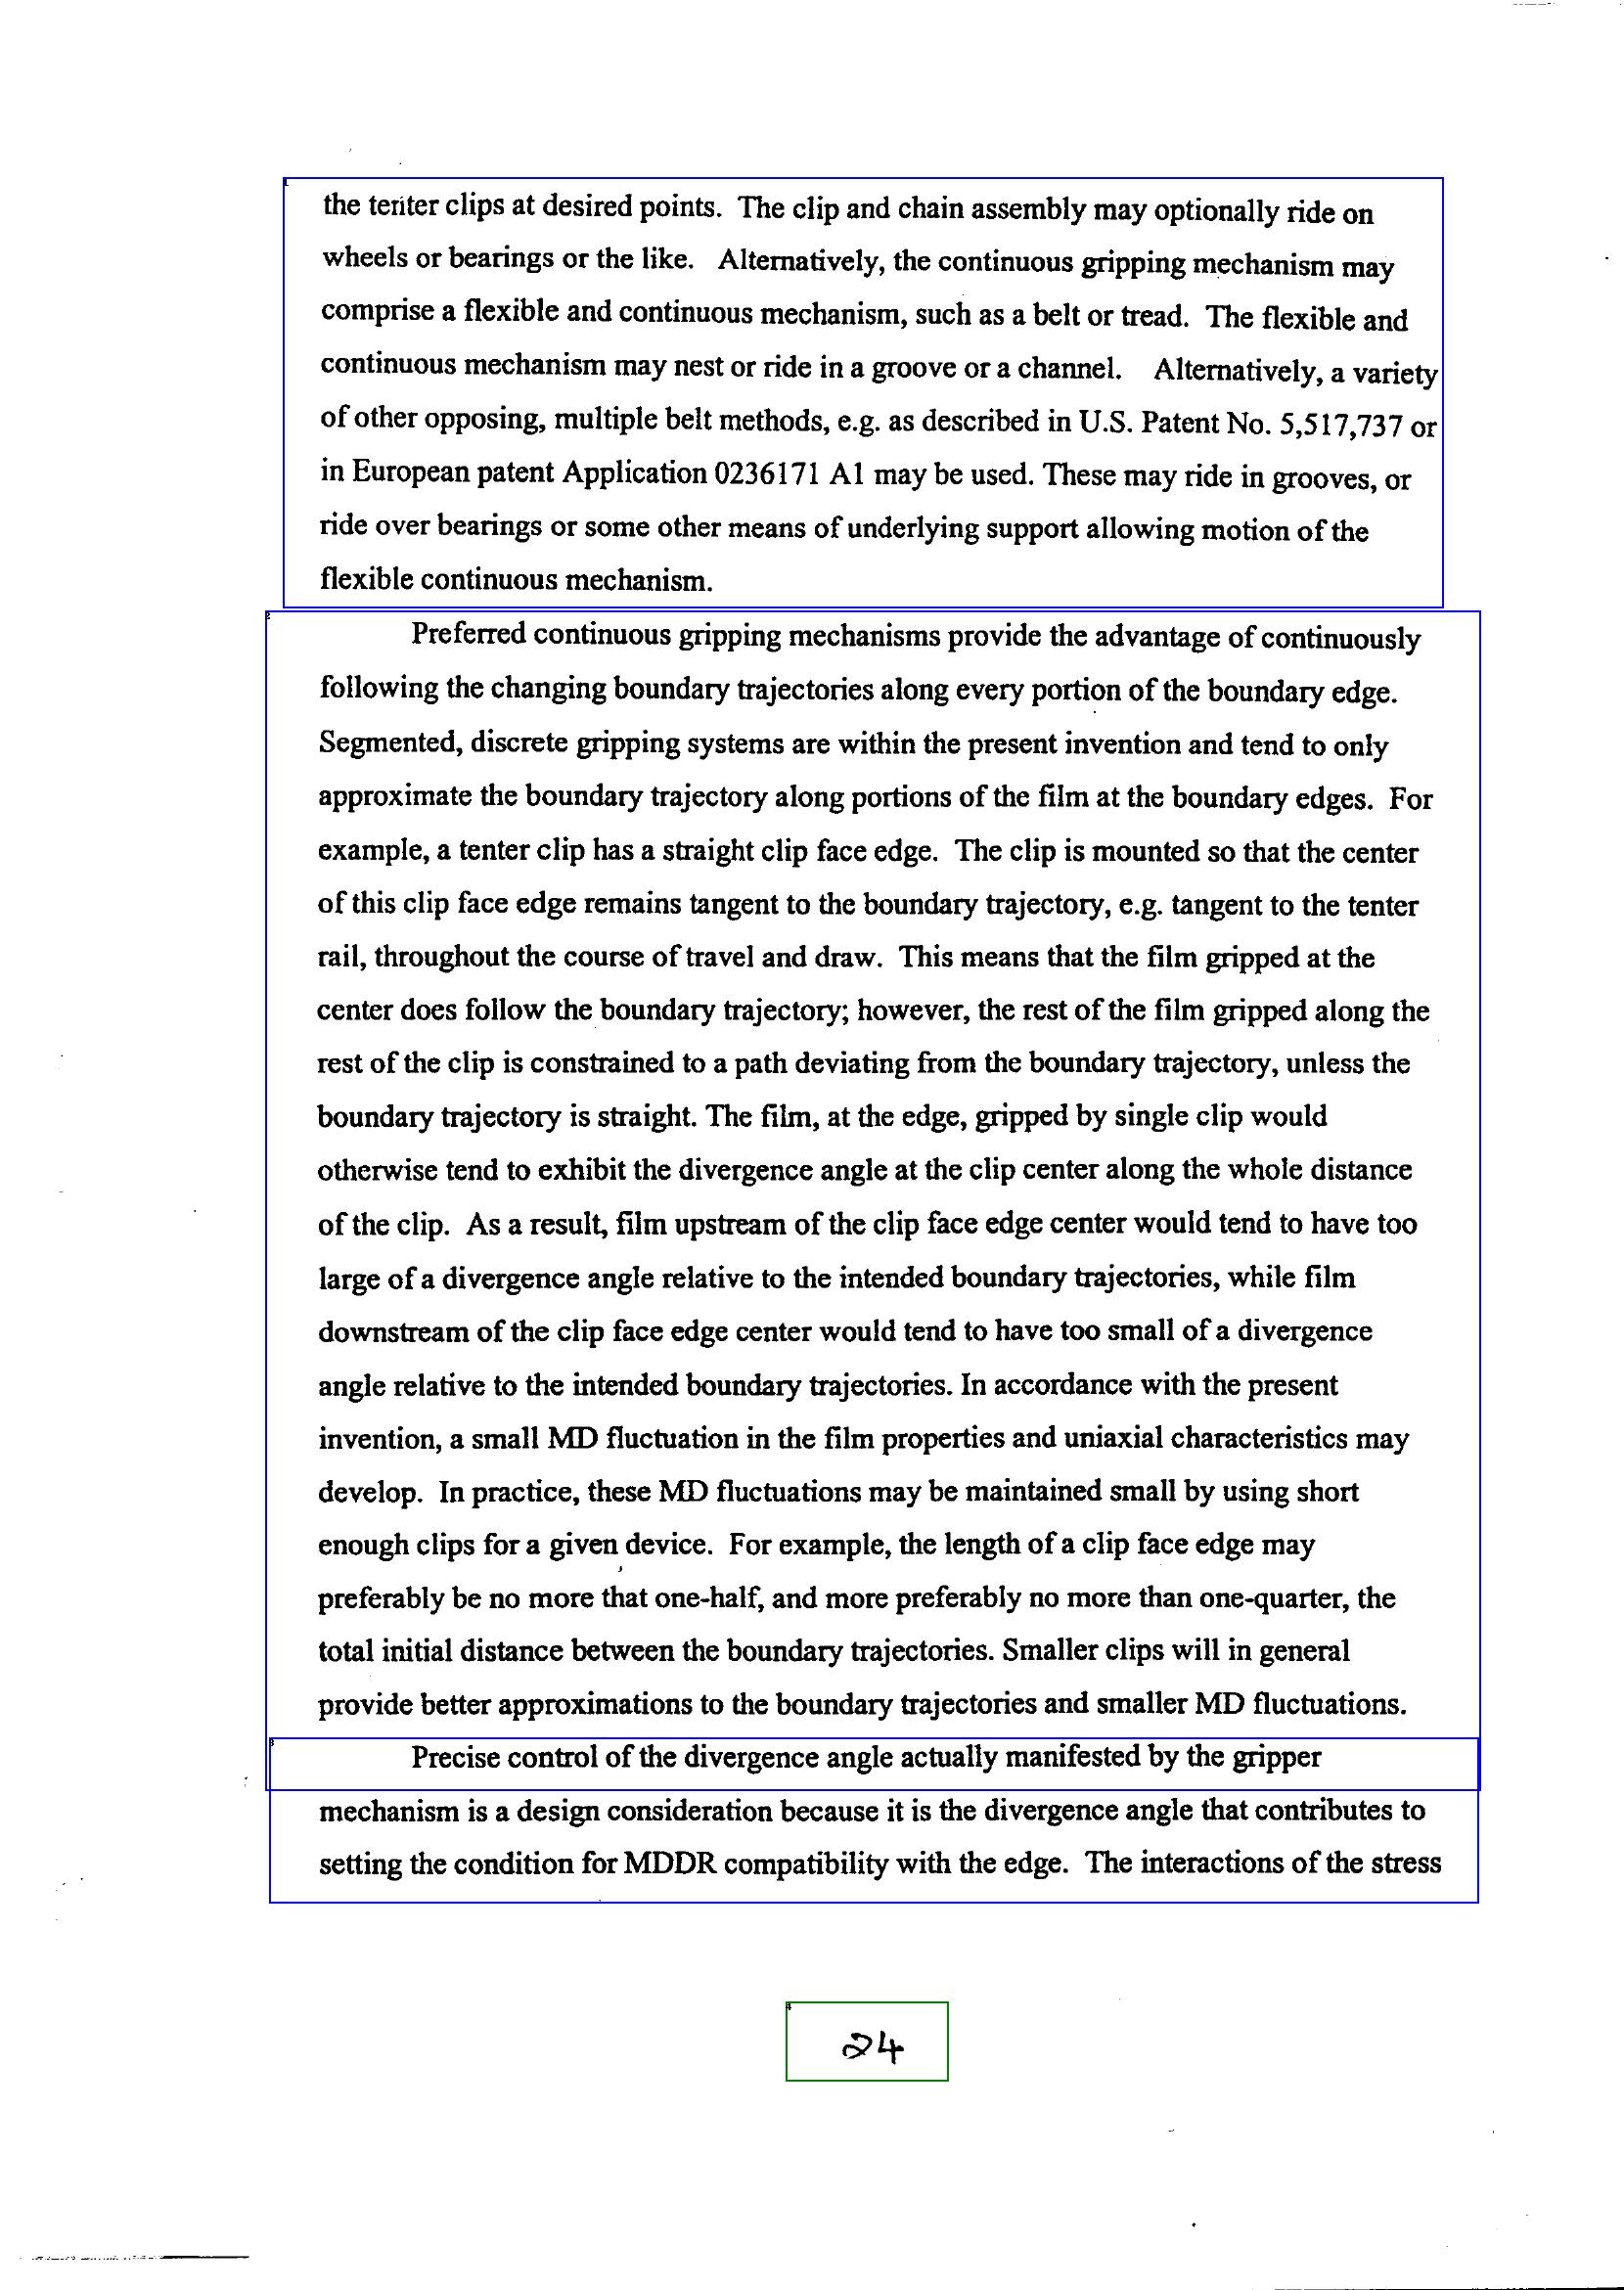 the tenter clips at desired points. The clip and chain assembly may optionally ride on
wheels or bearings or the like. Alternatively, the continuous gripping mechanism may
comprise a flexible and continuous mechanism, such as a belt or tread. The flexible and
continuous mechanism may nest or ride in a groove or a channel. Alternatively, a variety
of other opposing, multiple belt methods, e.g. as described in U.S. Patent No. 5,517,737 or
in European patent Application 0236171 A1 may be used. These may ride in grooves, or
ride over bearings or some other means of underlying support allowing motion of the
flexible continuous mechanism.
Preferred continuous gripping mechanisms provide the advantage of continuously
following the changing boundary trajectories along every portion of the boundary edge.
Segmented, discrete gripping systems are within the present invention and tend to only
approximate the boundary trajectory along portions of the film at the boundary edges. For
example, a tenter clip has a straight clip face edge. The clip is mounted so that the center
of this clip face edge remains tangent to the boundary trajectory, e.g. tangent to the tenter
rail, throughout the course of travel and draw. This means that the film gripped at the
center does follow the boundary trajectory; however, the rest of the film gripped along the
rest of the clip is constrained to a path deviating from the boundary trajectory, unless the
boundary trajectory is straight. The film, at the edge, gripped by single clip would
otherwise tend to exhibit the divergence angle at the clip center along the whole distance
of the clip. As a result, film upstream of the clip face edge center would tend to have too
large of a divergence angle relative to the intended boundary trajectories, while film
downstream of the clip face edge center would tend to have too small of a divergence
angle relative to the intended boundary trajectories. In accordance with the present
invention, a small MD fluctuation in the film properties and uniaxial characteristics may
develop. In practice, these MD fluctuations may be maintained small by using short
enough clips for a given device. For example, the length of a clip face edge may
preferably be no more that one-half, and more preferably no more than one-quarter, the
total initial distance between the boundary trajectories. Smaller clips will in general
provide better approximations to the boundary trajectories and smaller MD fluctuations.
Precise control of the divergence angle actually manifested by the gripper
mechanism is a design consideration because it is the divergence angle that contributes to
setting the condition for MDDR compatibility with the edge. The interactions of the stress
24